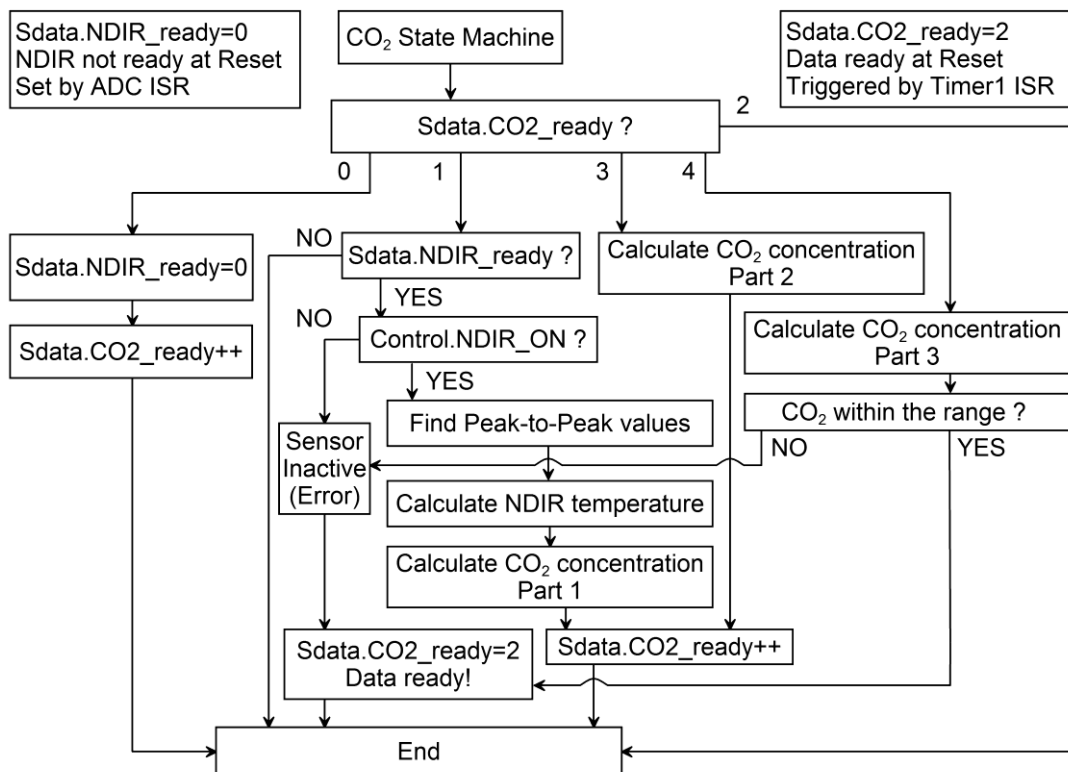 Sdata.NDIR_ready=0
NDIR not ready at Reset
Set by ADC ISR
CO₂ State Machine
Sdata.CO2_ready=2
Data ready at Reset
Triggered by Timer1 ISR
Sdata.CO2_ready ?
2
0
1
3
4
Sdata.NDIR_ready=0
Sdata.CO2_ready++
NO
Sdata.NDIR_ready ?
YES
NO
Control.NDIR_ON ?
YES
Find Peak-to-Peak values
Sensor
Inactive
(Error)
Calculate NDIR temperature
Calculate CO₂ concentration
Part 1
Calculate CO₂ concentration
Part 2
Calculate CO₂ concentration
Part 3
CO₂ within the range ?
NO
YES
Sdata.CO2_ready=2
Data ready!
Sdata.CO2_ready++
End